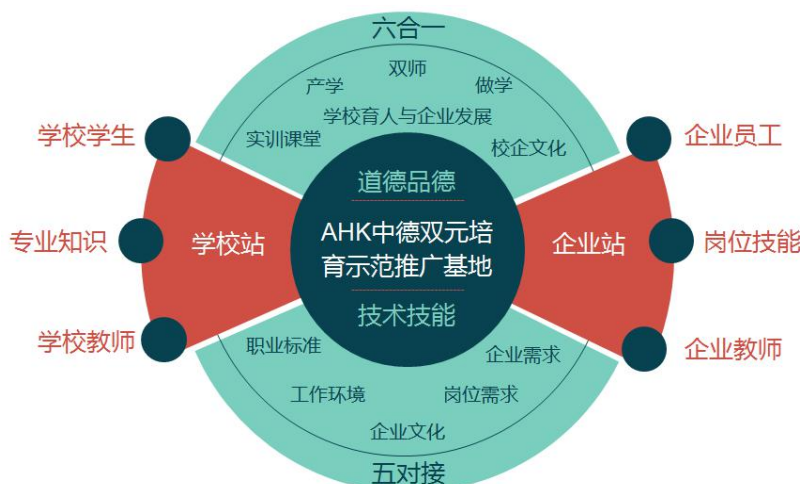 六合一
双师
产学
做学
学校育人与企业发展
实训课堂
校企文化
学校学生
企业员工
道德品德
专业知识
学校站
AHK中德双元培
育示范推广基地
企业站
岗位技能
技术技能
学校教师
企业教师
职业标准
企业需求
工作环境
岗位需求
企业文化
五对接